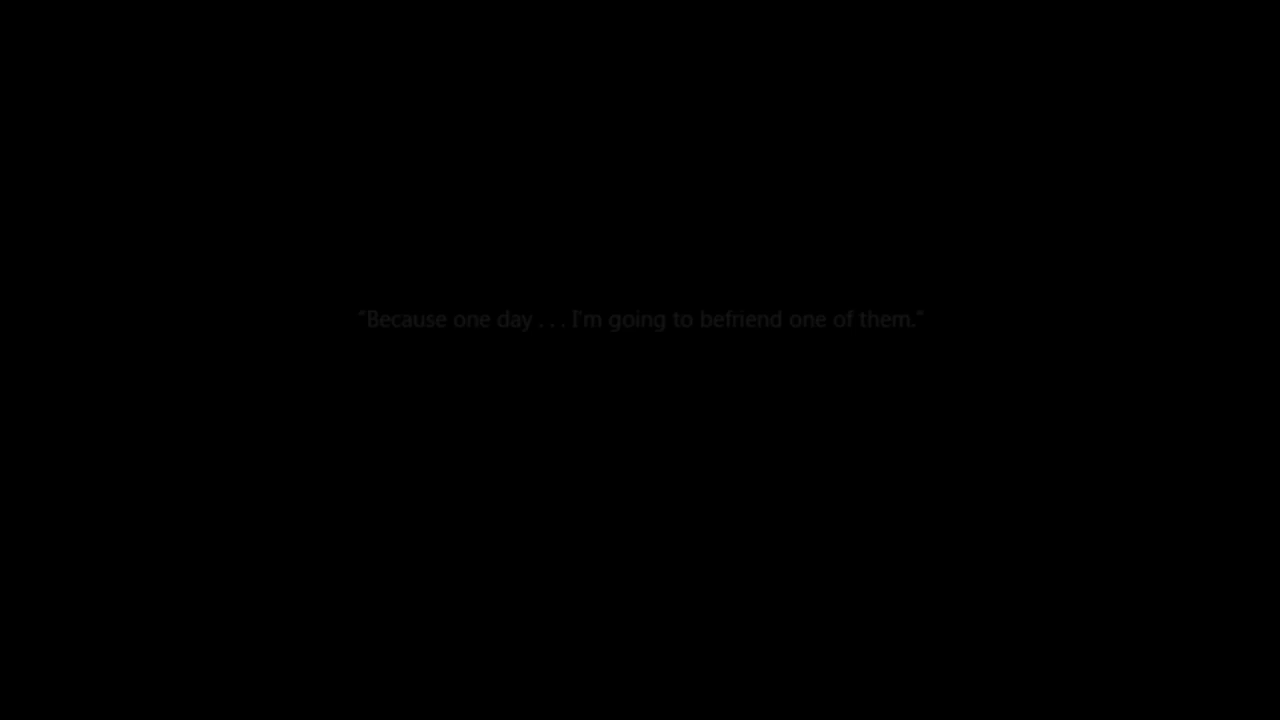 “Because one day . . . I’m going to befriend one of them.”